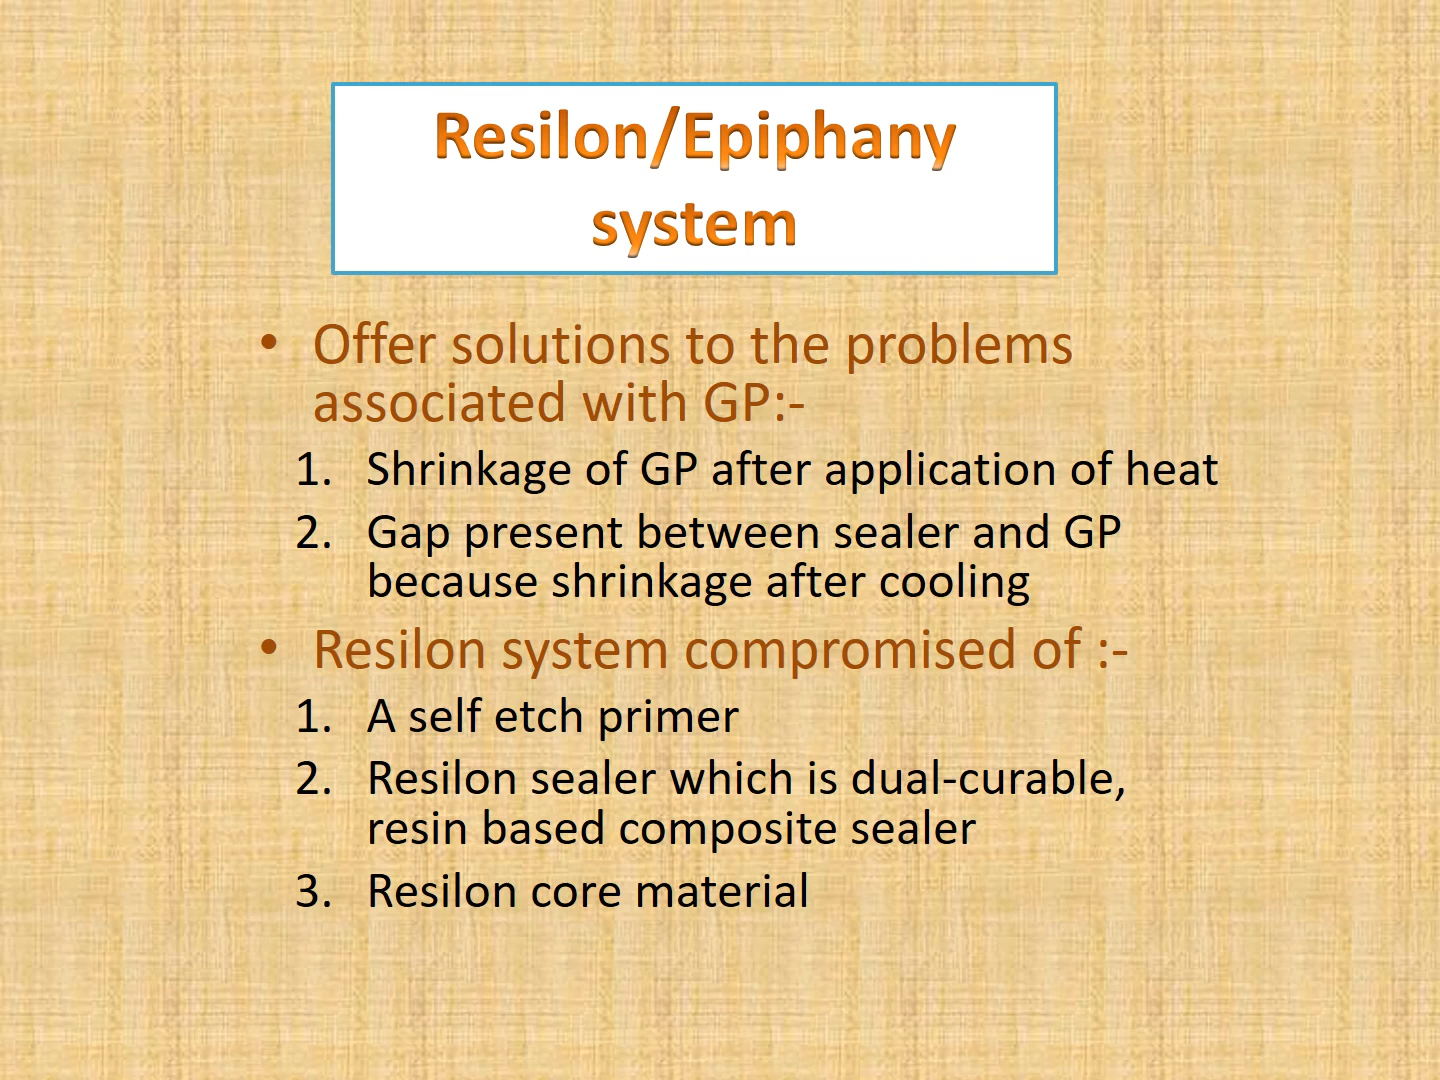 Resilon/Epiphany
system
• Offer solutions to the problems
associated with GP:-
1. Shrinkage of GP after application of heat
2. Gap present between sealer and GP
because shrinkage after cooling
• Resilon system compromised of :-
1. A self etch primer
2. Resilon sealer which is dual-curable,
resin based composite sealer
3. Resilon core material